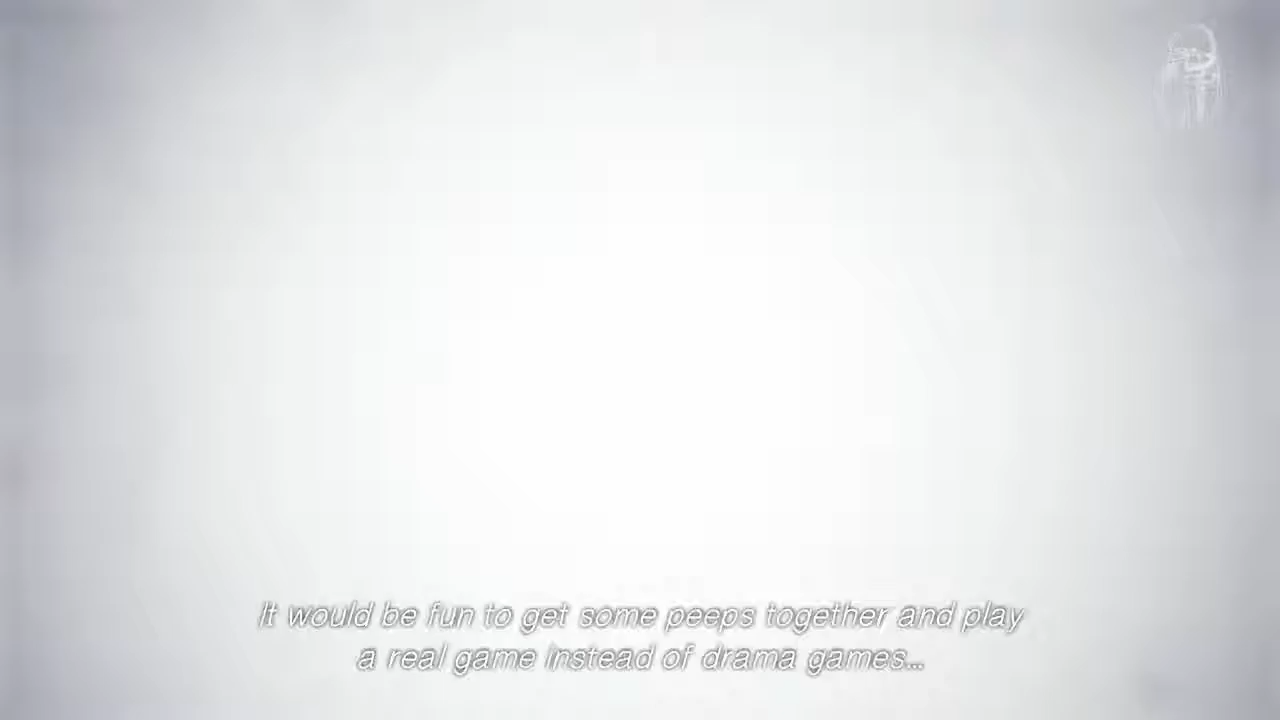 It would be fun to get some peeps together and play
a real game instead of drama games...